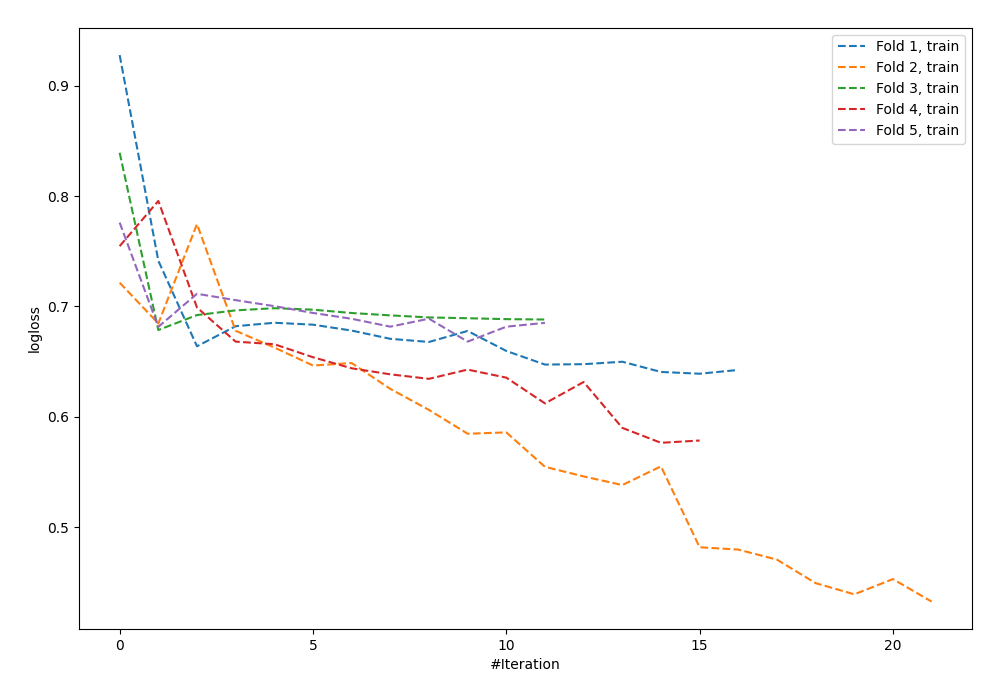 Fold 1, train
Fold 2, train
Fold 3, train
Fold 4, train
Fold 5, train
0.9
0.8
0.7
0.6
0.5
logloss
0 5 10 15 20
#Iteration